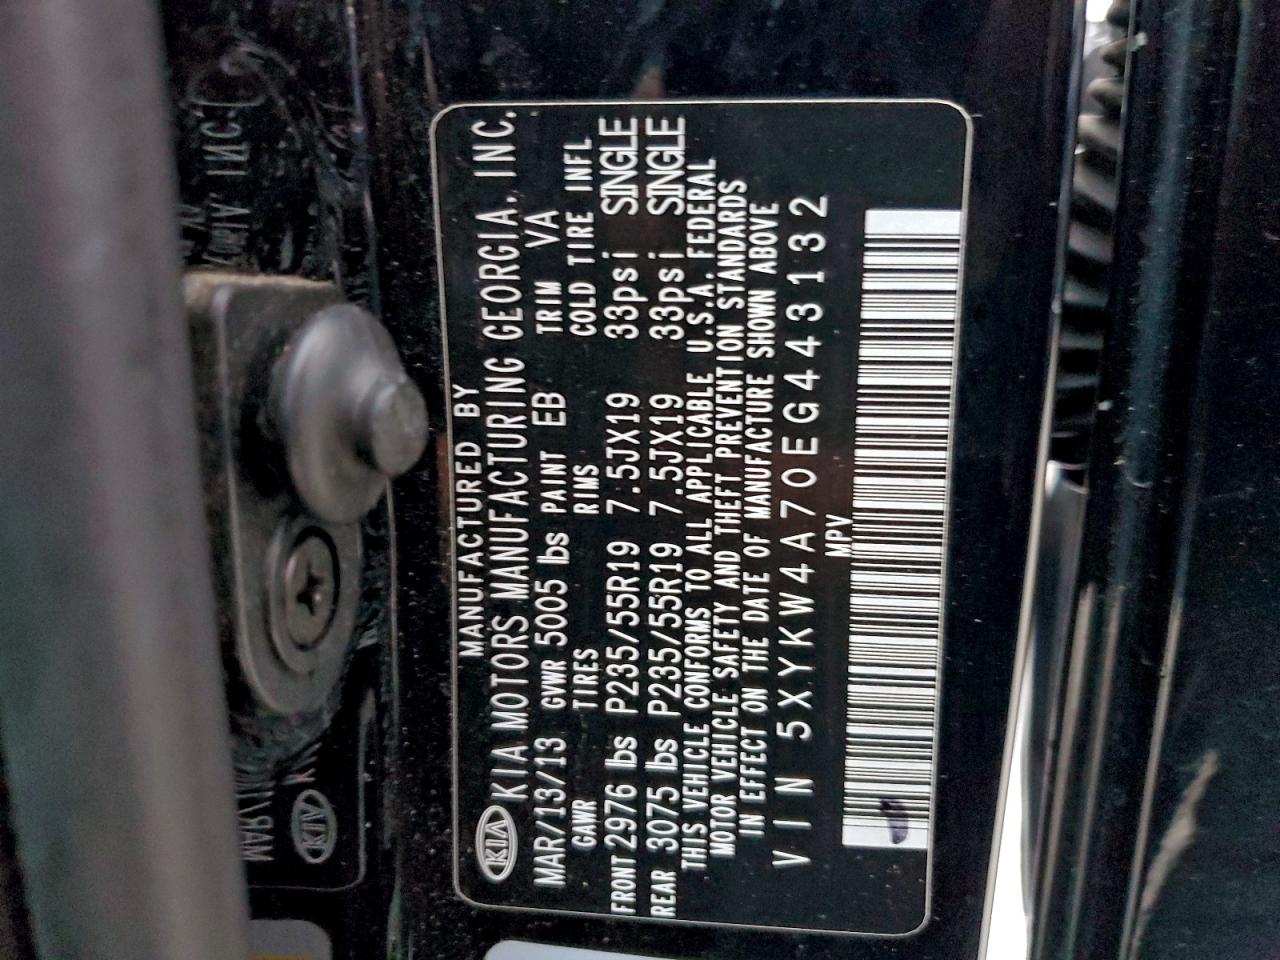 MANUFACTURED BY
KIA KIA MOTORS MANUFACTURING GEORGIA, INC.
MAR/13/13 GVWR 5005 lbs PAINT EB TRIM VA
GAWR TIRES RIMS COLD TIRE INFL
FRONT 2976 lbs P235/55R19 7.5JX19 33psi SINGLE
REAR 3075 lbs P235/55R19 7.5JX19 33psi SINGLE
THIS VEHICLE CONFORMS TO ALL APPLICABLE U.S.A. FEDERAL
MOTOR VEHICLE SAFETY AND THEFT PREVENTION STANDARDS
IN EFFECT ON THE DATE OF MANUFACTURE SHOWN ABOVE
VIN 5XYKW4A70EG443132
MPV